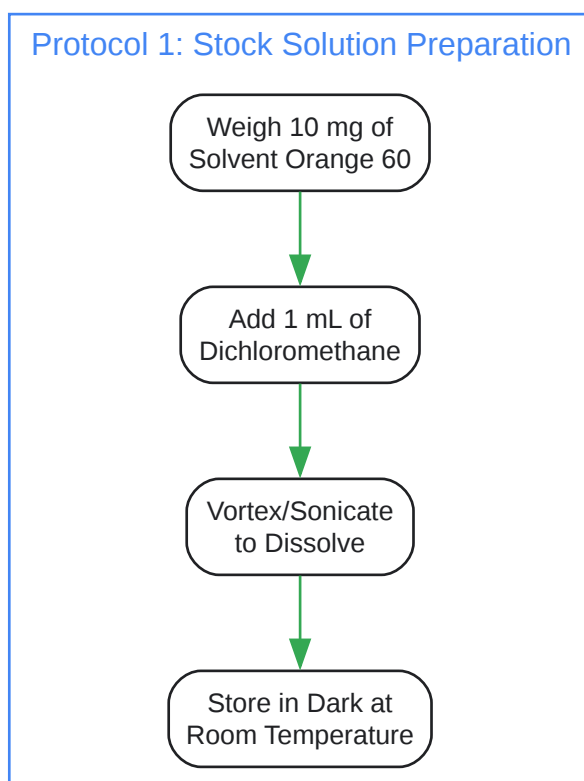 Protocol 1: Stock Solution Preparation
Weigh 10 mg of
Solvent Orange 60
Add 1 mL of
Dichloromethane
Vortex/Sonicate
to Dissolve
Store in Dark at
Room Temperature